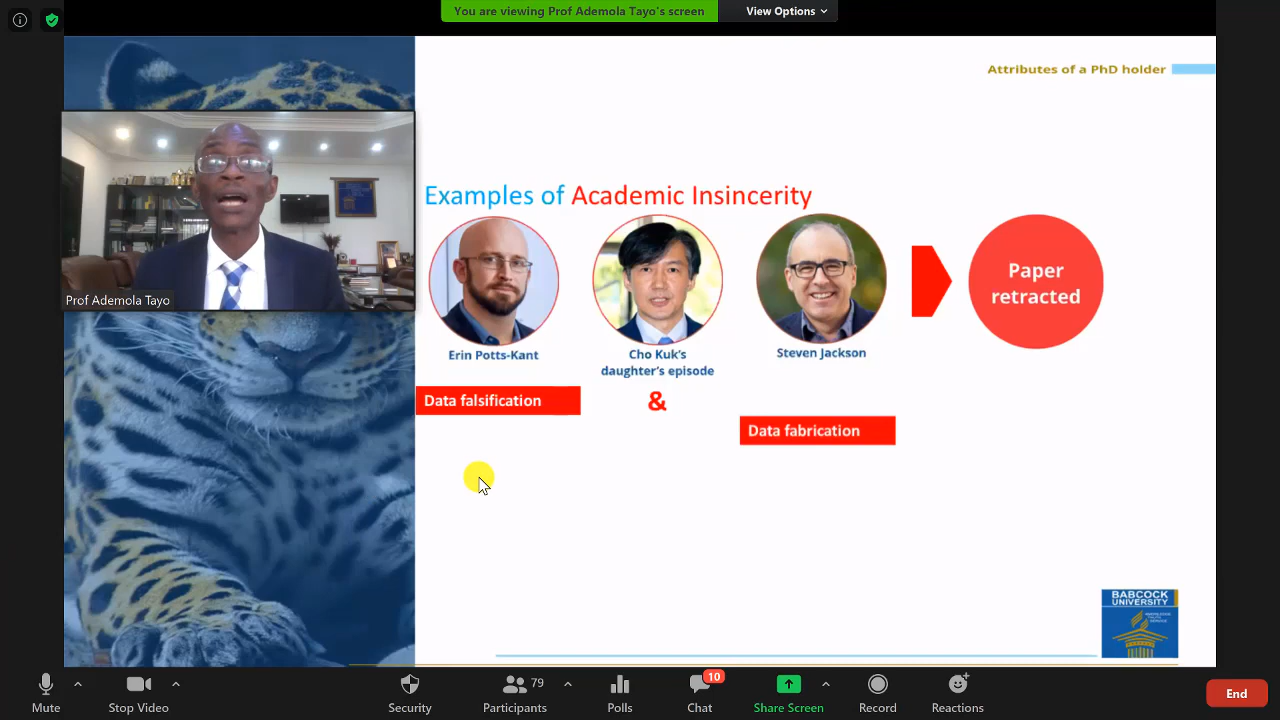 You are viewing Prof Ademola Tayo's screen
View Options
Attributes of a PhD holder
Prof Ademola Tayo
Examples of Academic Insincerity
Erin Potts-Kant
Cho Kuk's
daughter's episode
Steven Jackson
Paper
retracted
Data falsification
&
Data fabrication
BABCOCK
UNIVERSITY
Mute
Stop Video
Security
79
Participants
Polls
10
Chat
Share Screen
Record
Reactions
End